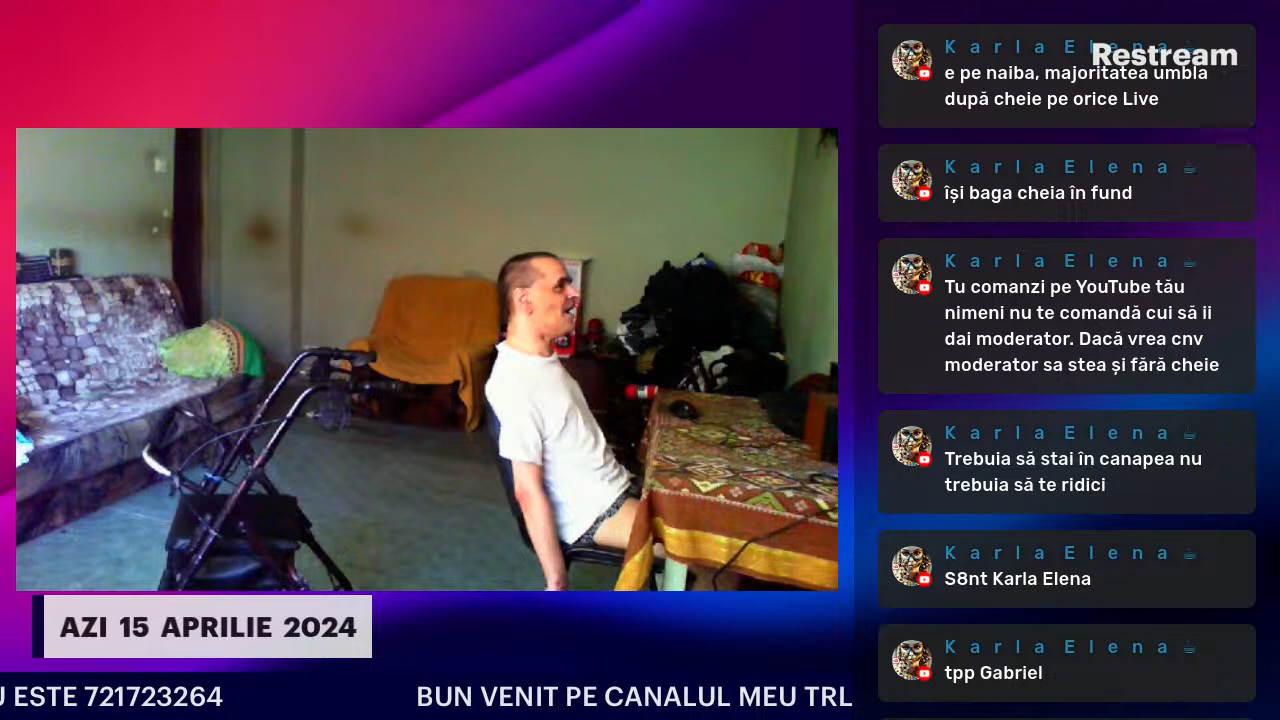 Restream
K a r l a E l e n a ☕
e pe naiba, majoritatea umbla
după cheie pe orice Live
K a r l a E l e n a ☕
își baga cheia în fund
K a r l a E l e n a ☕
Tu comanzi pe YouTube tău
nimeni nu te comandă cui să ii
dai moderator. Dacă vrea cnv
moderator sa stea și fără cheie
K a r l a E l e n a ☕
Trebuia să stai în canapea nu
trebuia să te ridici
K a r l a E l e n a ☕
S8nt Karla Elena
K a r l a E l e n a ☕
tpp Gabriel
AZI 15 APRILIE 2024
U ESTE 721723264 BUN VENIT PE CANALUL MEU TRL